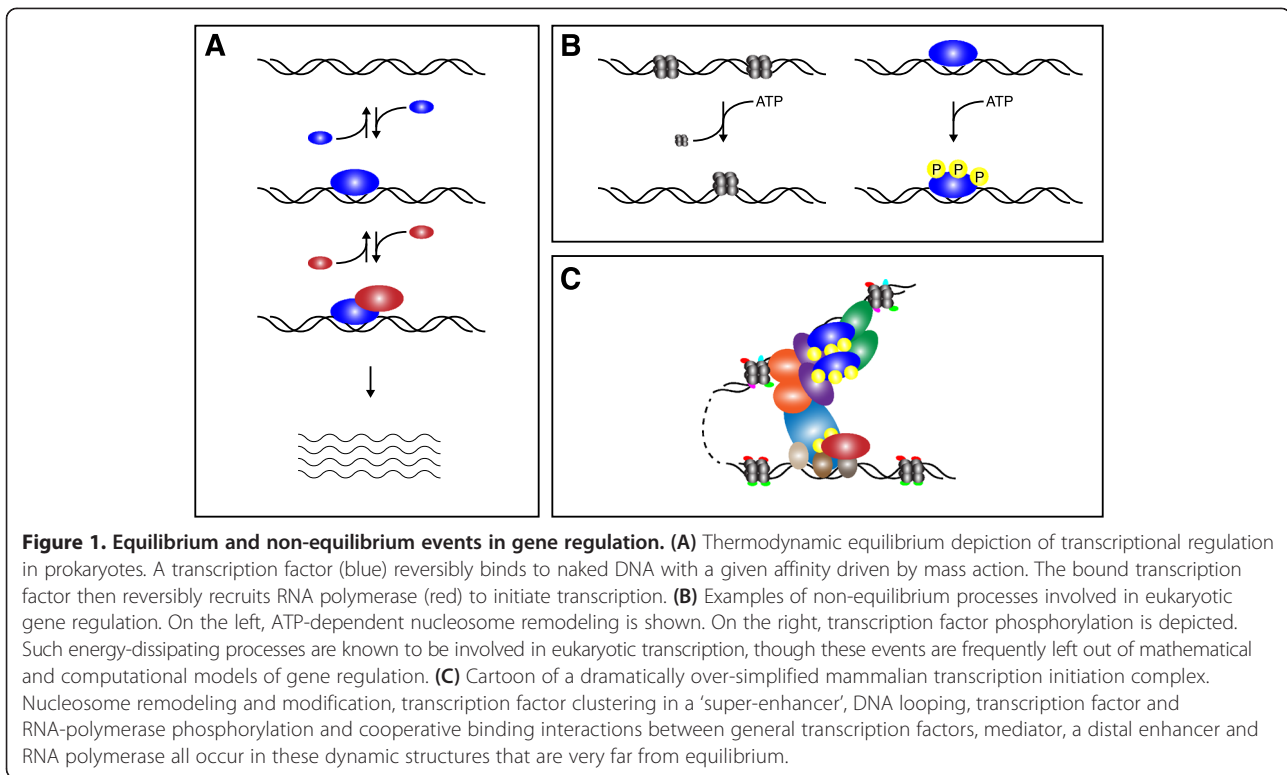 A
B
ATP
ATP
P P P
C
Figure 1. Equilibrium and non-equilibrium events in gene regulation. (A) Thermodynamic equilibrium depiction of transcriptional regulation
in prokaryotes. A transcription factor (blue) reversibly binds to naked DNA with a given affinity driven by mass action. The bound transcription
factor then reversibly recruits RNA polymerase (red) to initiate transcription. (B) Examples of non-equilibrium processes involved in eukaryotic
gene regulation. On the left, ATP-dependent nucleosome remodeling is shown. On the right, transcription factor phosphorylation is depicted.
Such energy-dissipating processes are known to be involved in eukaryotic transcription, though these events are frequently left out of mathematical
and computational models of gene regulation. (C) Cartoon of a dramatically over-simplified mammalian transcription initiation complex.
Nucleosome remodeling and modification, transcription factor clustering in a ‘super-enhancer’, DNA looping, transcription factor and
RNA-polymerase phosphorylation and cooperative binding interactions between general transcription factors, mediator, a distal enhancer and
RNA polymerase all occur in these dynamic structures that are very far from equilibrium.